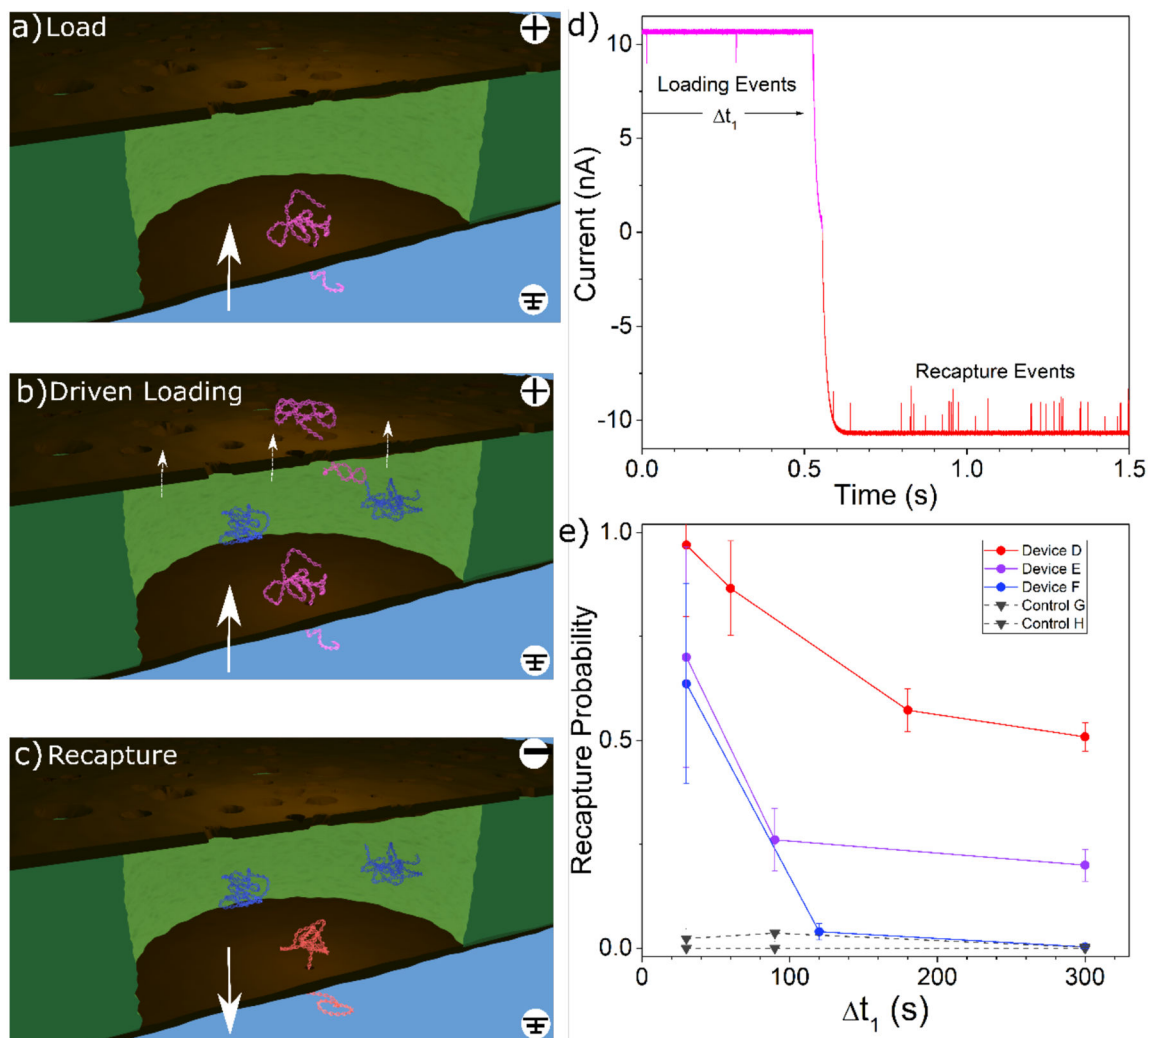 a) Load
+
b) Driven Loading
+
c) Recapture
−
d)
10
5
0
-5
-10
Current (nA)
Loading Events
Δt₁
Recapture Events
0.0 0.5 1.0 1.5
Time (s)
e)
1.0
0.5
0.0
Recapture Probability
Device D
Device E
Device F
Control G
Control H
0 100 200 300
Δt₁ (s)